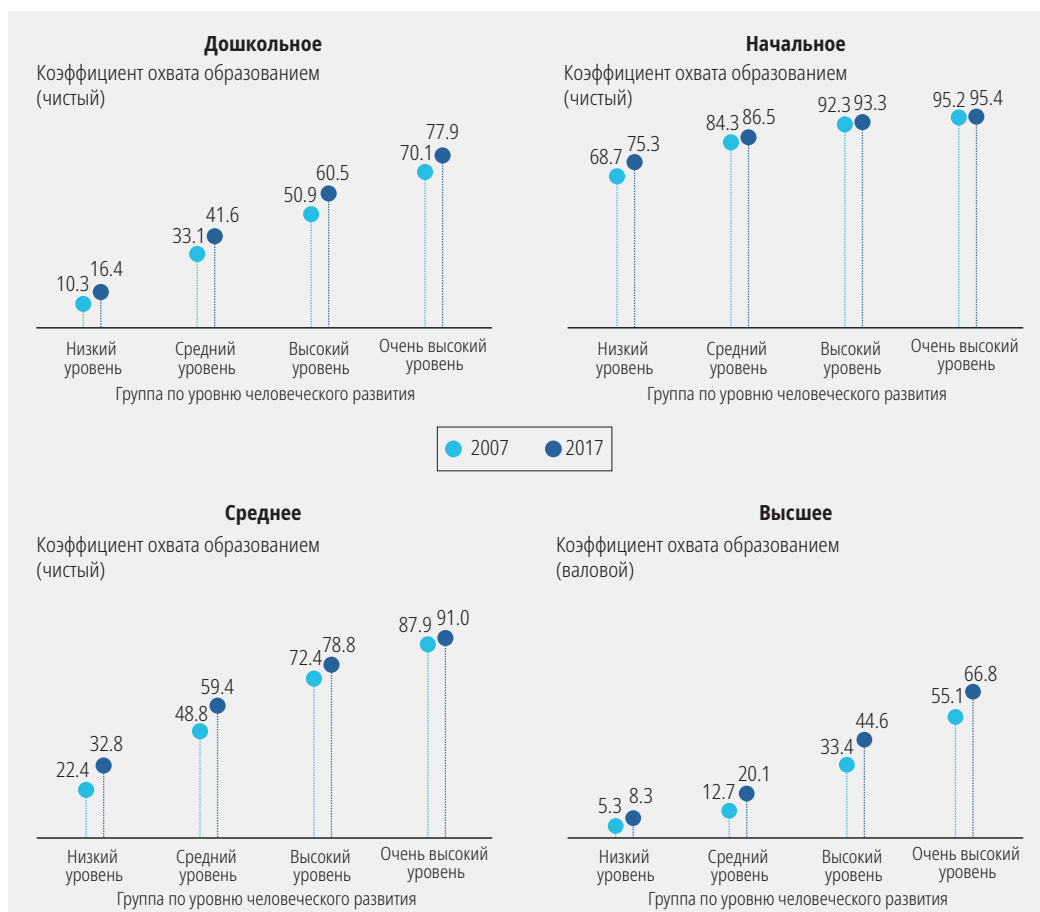 Дошкольное
Коэффициент охвата образованием
(чистый)
10.3
16.4
33.1
41.6
50.9
60.5
70.1
77.9
Низкий
уровень
Средний
уровень
Высокий
уровень
Очень высокий
уровень
Группа по уровню человеческого развития
Начальное
Коэффициент охвата образованием
(чистый)
68.7
75.3
84.3
86.5
92.3
93.3
95.2
95.4
Низкий
уровень
Средний
уровень
Высокий
уровень
Очень высокий
уровень
Группа по уровню человеческого развития
2007
2017
Среднее
Коэффициент охвата образованием
(чистый)
22.4
32.8
48.8
59.4
72.4
78.8
87.9
91.0
Низкий
уровень
Средний
уровень
Высокий
уровень
Очень высокий
уровень
Группа по уровню человеческого развития
Высшее
Коэффициент охвата образованием
(валовой)
5.3
8.3
12.7
20.1
33.4
44.6
55.1
66.8
Низкий
уровень
Средний
уровень
Высокий
уровень
Очень высокий
уровень
Группа по уровню человеческого развития